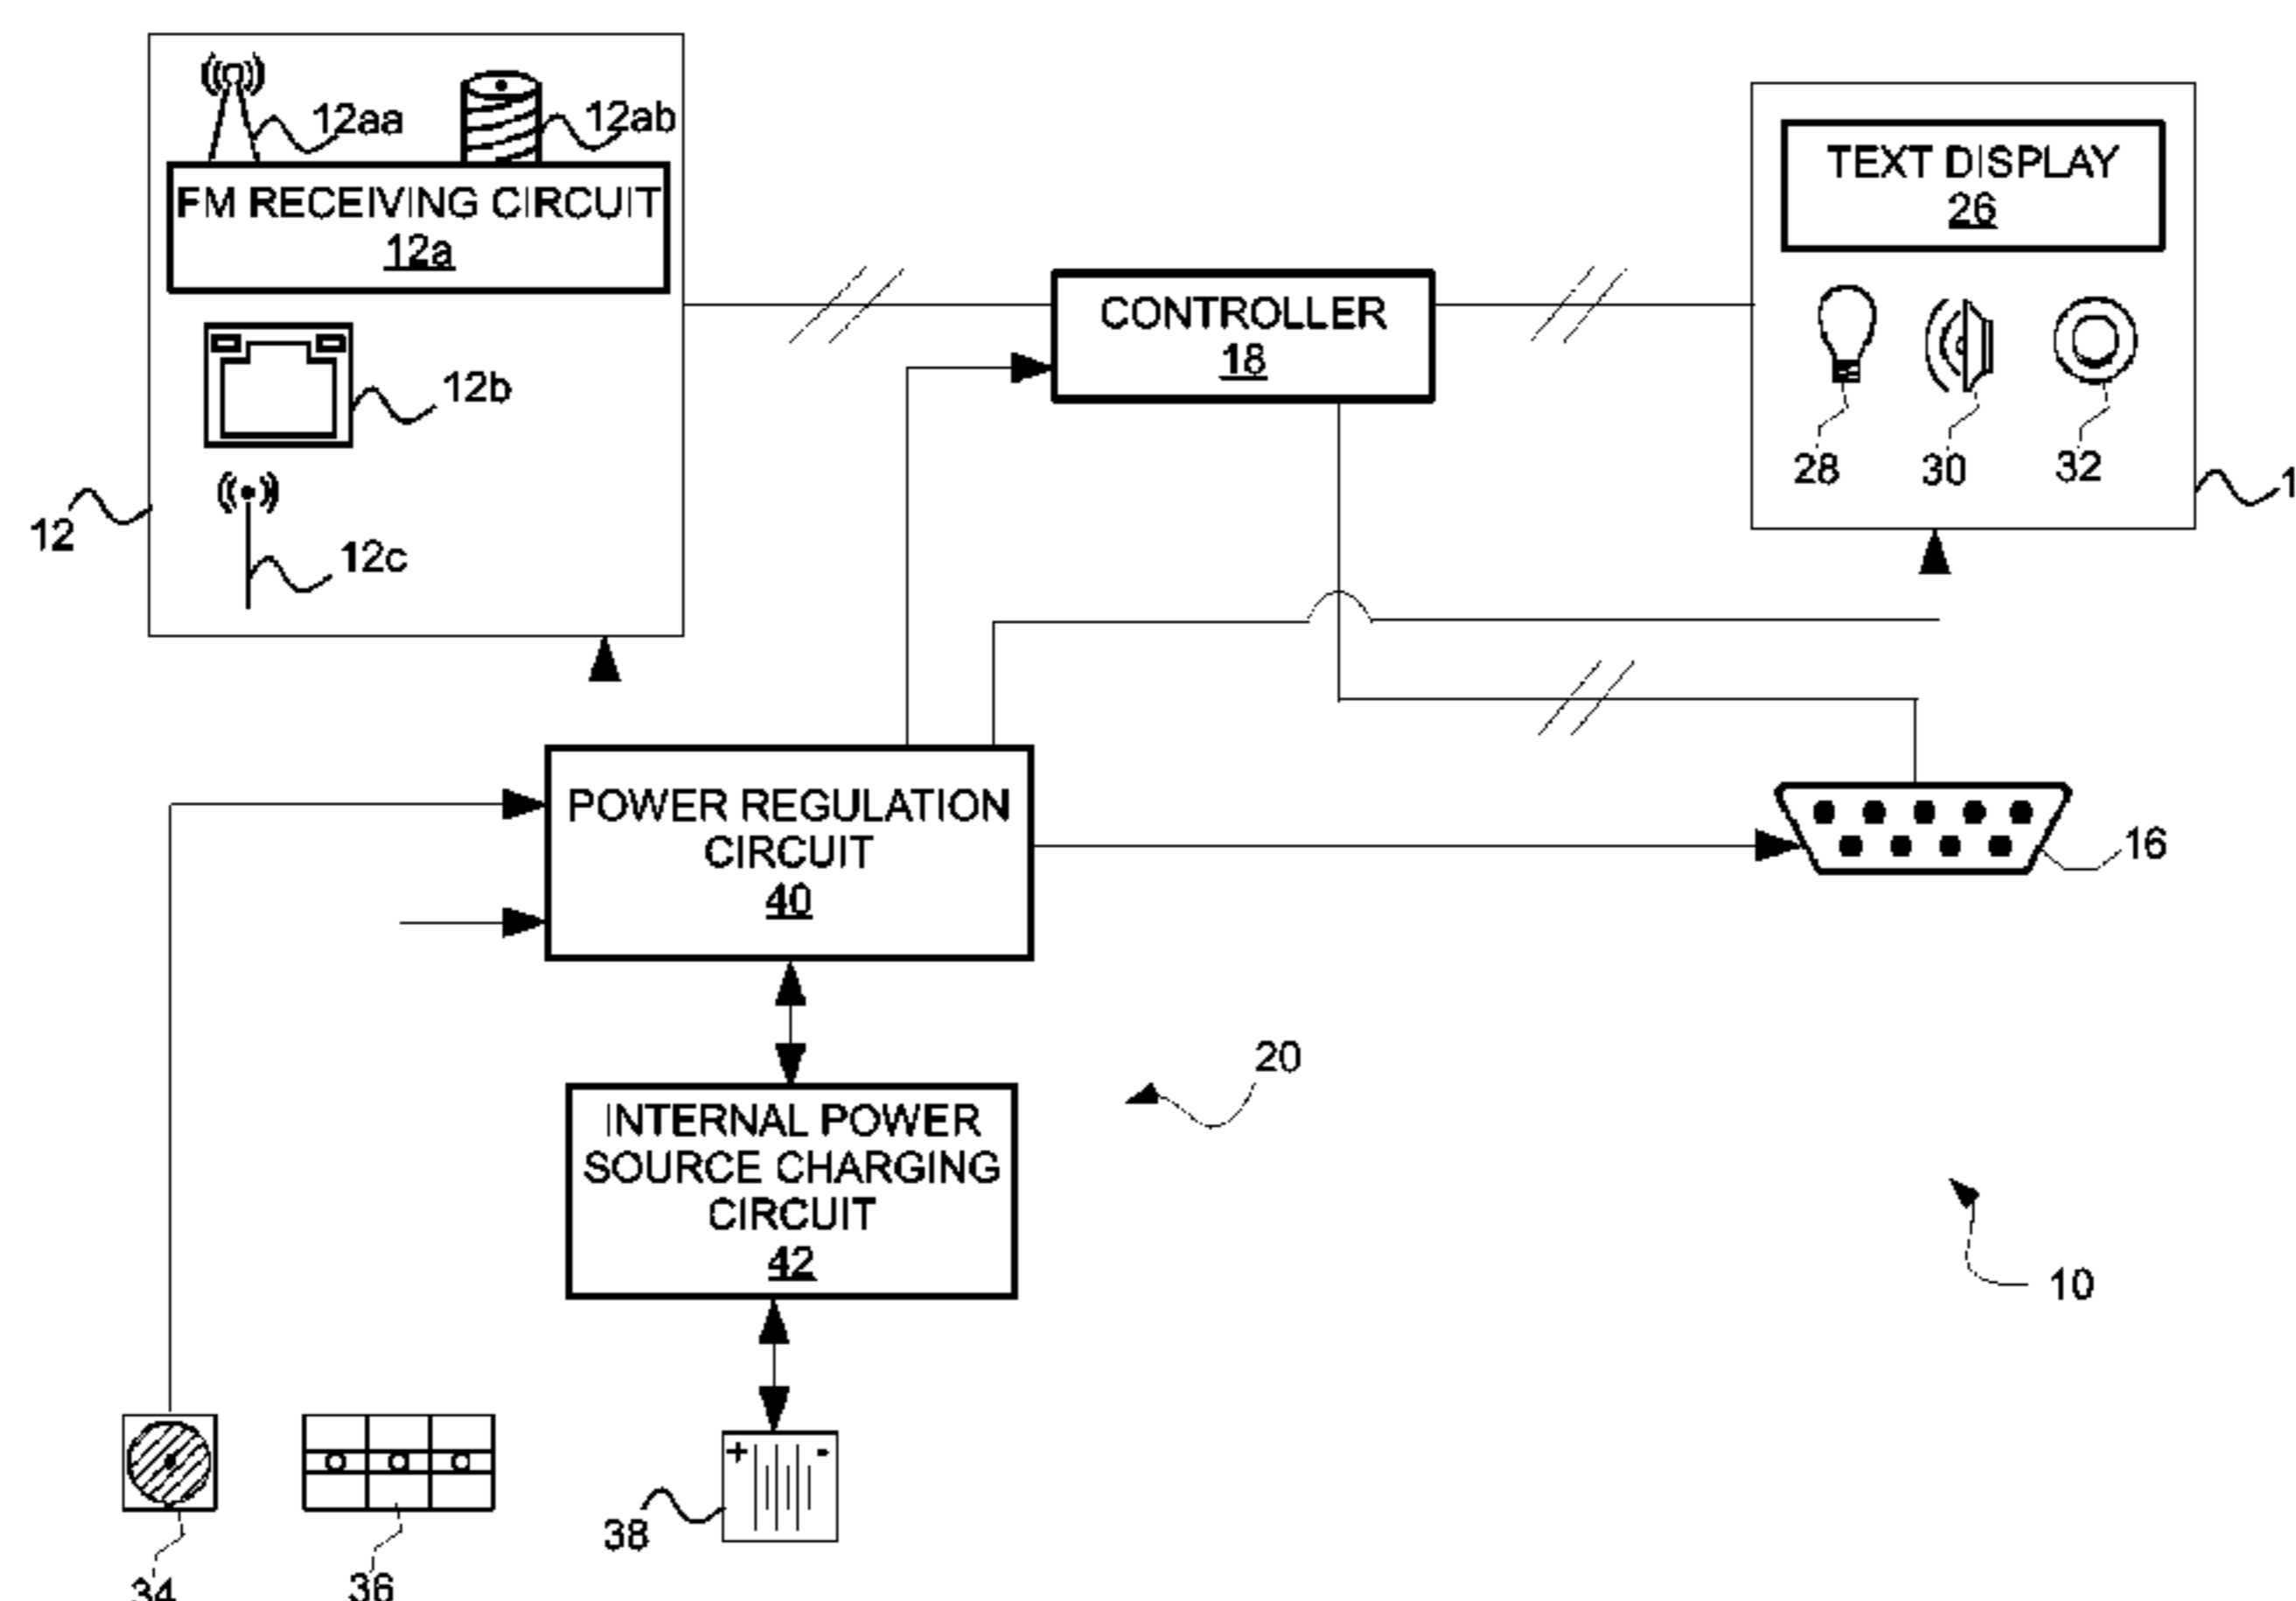 12aa
12ab
FM RECEIVING CIRCUIT
12a
12b
12
12c
CONTROLLER
18
TEXT DISPLAY
26
28
30
32
1
POWER REGULATION
CIRCUIT
40
16
20
INTERNAL POWER
SOURCE CHARGING
CIRCUIT
42
10
+
-
38
34
36